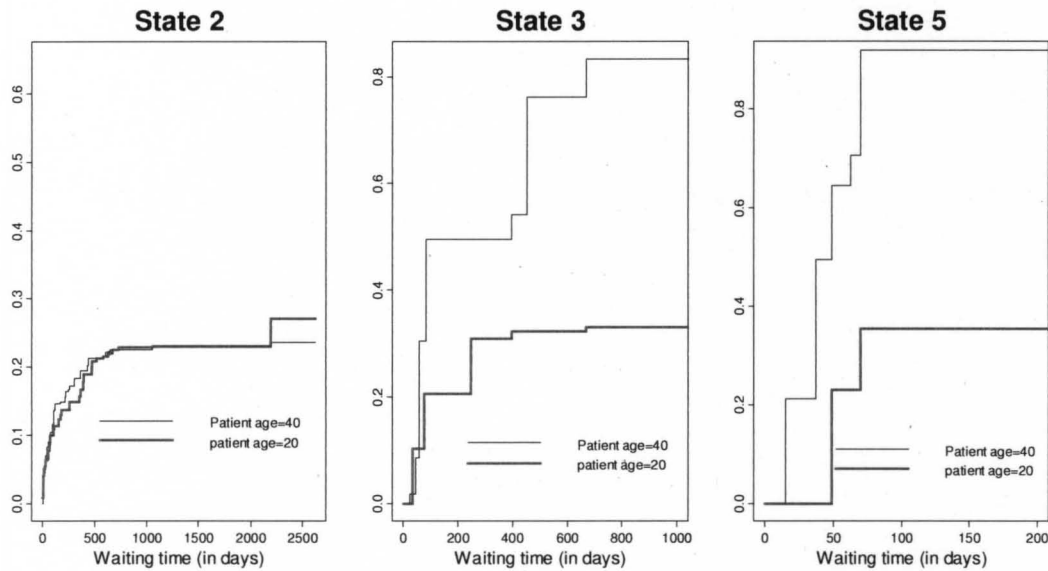 State 2
0.6
0.5
0.4
0.3
0.2
0.1
0.0
Patient age=40
patient age=20
0 500 1000 1500 2000 2500
Waiting time (in days)
State 3
0.8
0.6
0.4
0.2
0.0
Patient age=40
patient age=20
0 200 400 600 800 1000
Waiting time (in days)
State 5
0.8
0.6
0.4
0.2
0.0
Patient age=40
patient age=20
0 50 100 150 200
Waiting time (in days)